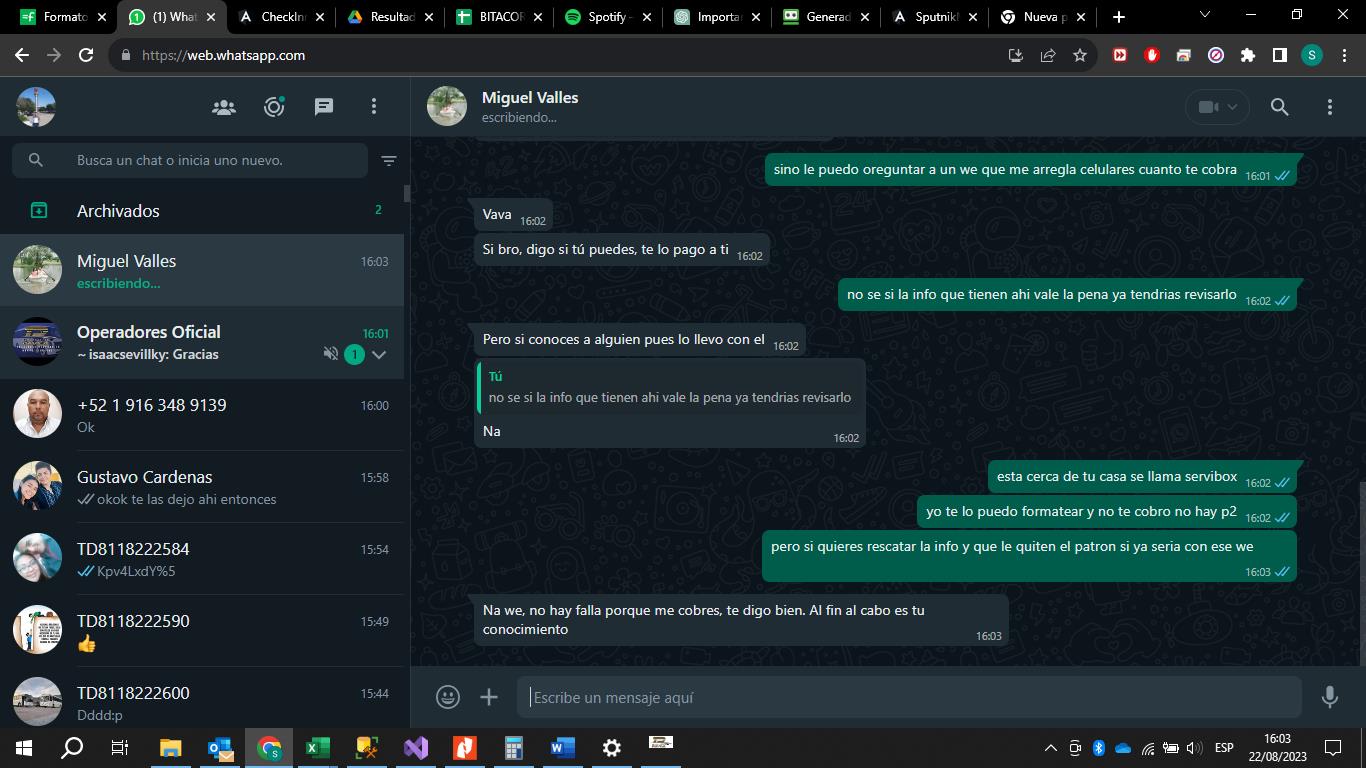 Formato
(1) What
CheckIn
Resultad
BITACOR
Spotify -
Importa
Generad
Sputnik
Nueva p
https://web.whatsapp.com
S
Miguel Valles
escribiendo...
Busca un chat o inicia uno nuevo.
Archivados
2
Miguel Valles
16:03
escribiendo...
Operadores Oficial
16:01
~ isaacsevillky: Gracias
1
+52 1 916 348 9139
16:00
Ok
Gustavo Cardenas
15:58
okok te las dejo ahi entonces
TD8118222584
15:54
Kpv4LxdY%5
TD8118222590
15:49
👍
TD8118222600
15:44
Dddd:p
sino le puedo oreguntar a un we que me arregla celulares cuanto te cobra 16:01
Vava 16:02
Si bro, digo si tú puedes, te lo pago a ti 16:02
no se si la info que tienen ahi vale la pena ya tendrias revisarlo 16:02
Pero si conoces a alguien pues lo llevo con el 16:02
Tú
no se si la info que tienen ahi vale la pena ya tendrias revisarlo
Na 16:02
esta cerca de tu casa se llama servibox 16:02
yo te lo puedo formatear y no te cobro no hay p2 16:02
pero si quieres rescatar la info y que le quiten el patron si ya seria con ese we
16:03
Na we, no hay falla porque me cobres, te digo bien. Al fin al cabo es tu
conocimiento 16:03
Escribe un mensaje aquí
ESP
16:03
22/08/2023